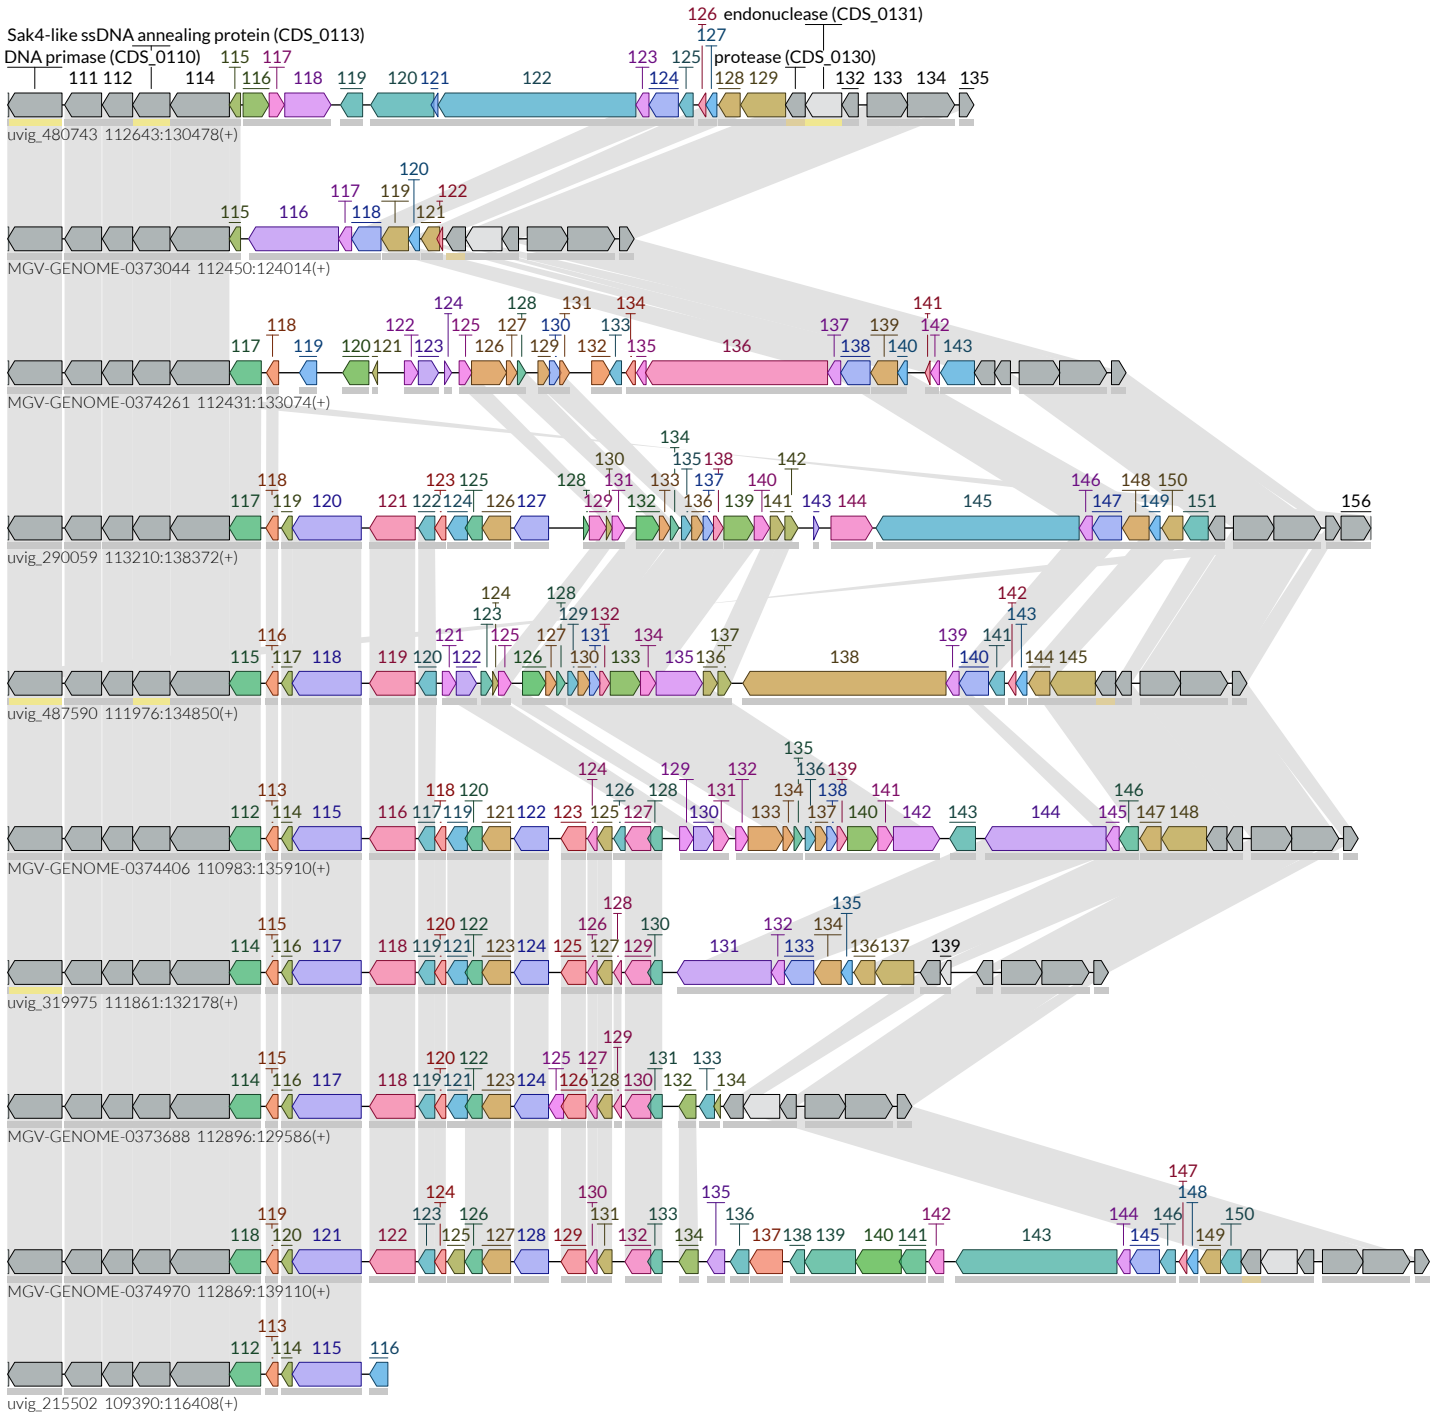 126 endonuclease (CDS_0131)
Sak4-like ssDNA annealing protein (CDS_0113) 127
DNA primase (CDS_0110) 115 117 123 125 protease (CDS_0130)
111 112 114 116 118 119 120 121 122 124 128 129 132 133 134 135
uvig_480743 112643:130478(+)
120
117 119 122
115 116 118 121
MGV-GENOME-0373044 112450:124014(+)
124 128 131 134 141
118 122 125 127 130 133 137 139 142
117 119 120 121 123 126 129 132 135 136 138 140 143
MGV-GENOME-0374261 112431:133074(+)
134
130 135 138 142
118 123 125 128 131 133 137 140 146 148 150
117 119 120 121 122 124 126 127 129 132 136 139 141 143 144 145 147 149 151 156
uvig_290059 113210:138372(+)
124 128 142
123 129 132 143
116 121 125 127 131 134 137 139 141
115 117 118 119 120 122 126 130 133 135 136 138 140 144 145
uvig_487590 111976:134850(+)
135
124 129 132 136 139
113 118 120 126 128 131 134 138 141 146
112 114 115 116 117 119 121 122 123 125 127 130 133 137 140 142 143 144 145 147 148
MGV-GENOME-0374406 110983:135910(+)
128 135
115 120 122 126 130 132 134
114 116 117 118 119 121 123 124 125 127 129 131 133 136 137 139
uvig_319975 111861:132178(+)
129
115 120 122 125 127 131 133
114 116 117 118 119 121 123 124 126 128 130 132 134
MGV-GENOME-0373688 112896:129586(+)
147
124 130 135 142 144 148
119 123 126 131 133 136 146 150
118 120 121 122 125 127 128 129 132 134 137 138 139 140 141 143 145 149
MGV-GENOME-0374970 112869:139110(+)
113
112 114 115 116
uvig_215502 109390:116408(+)